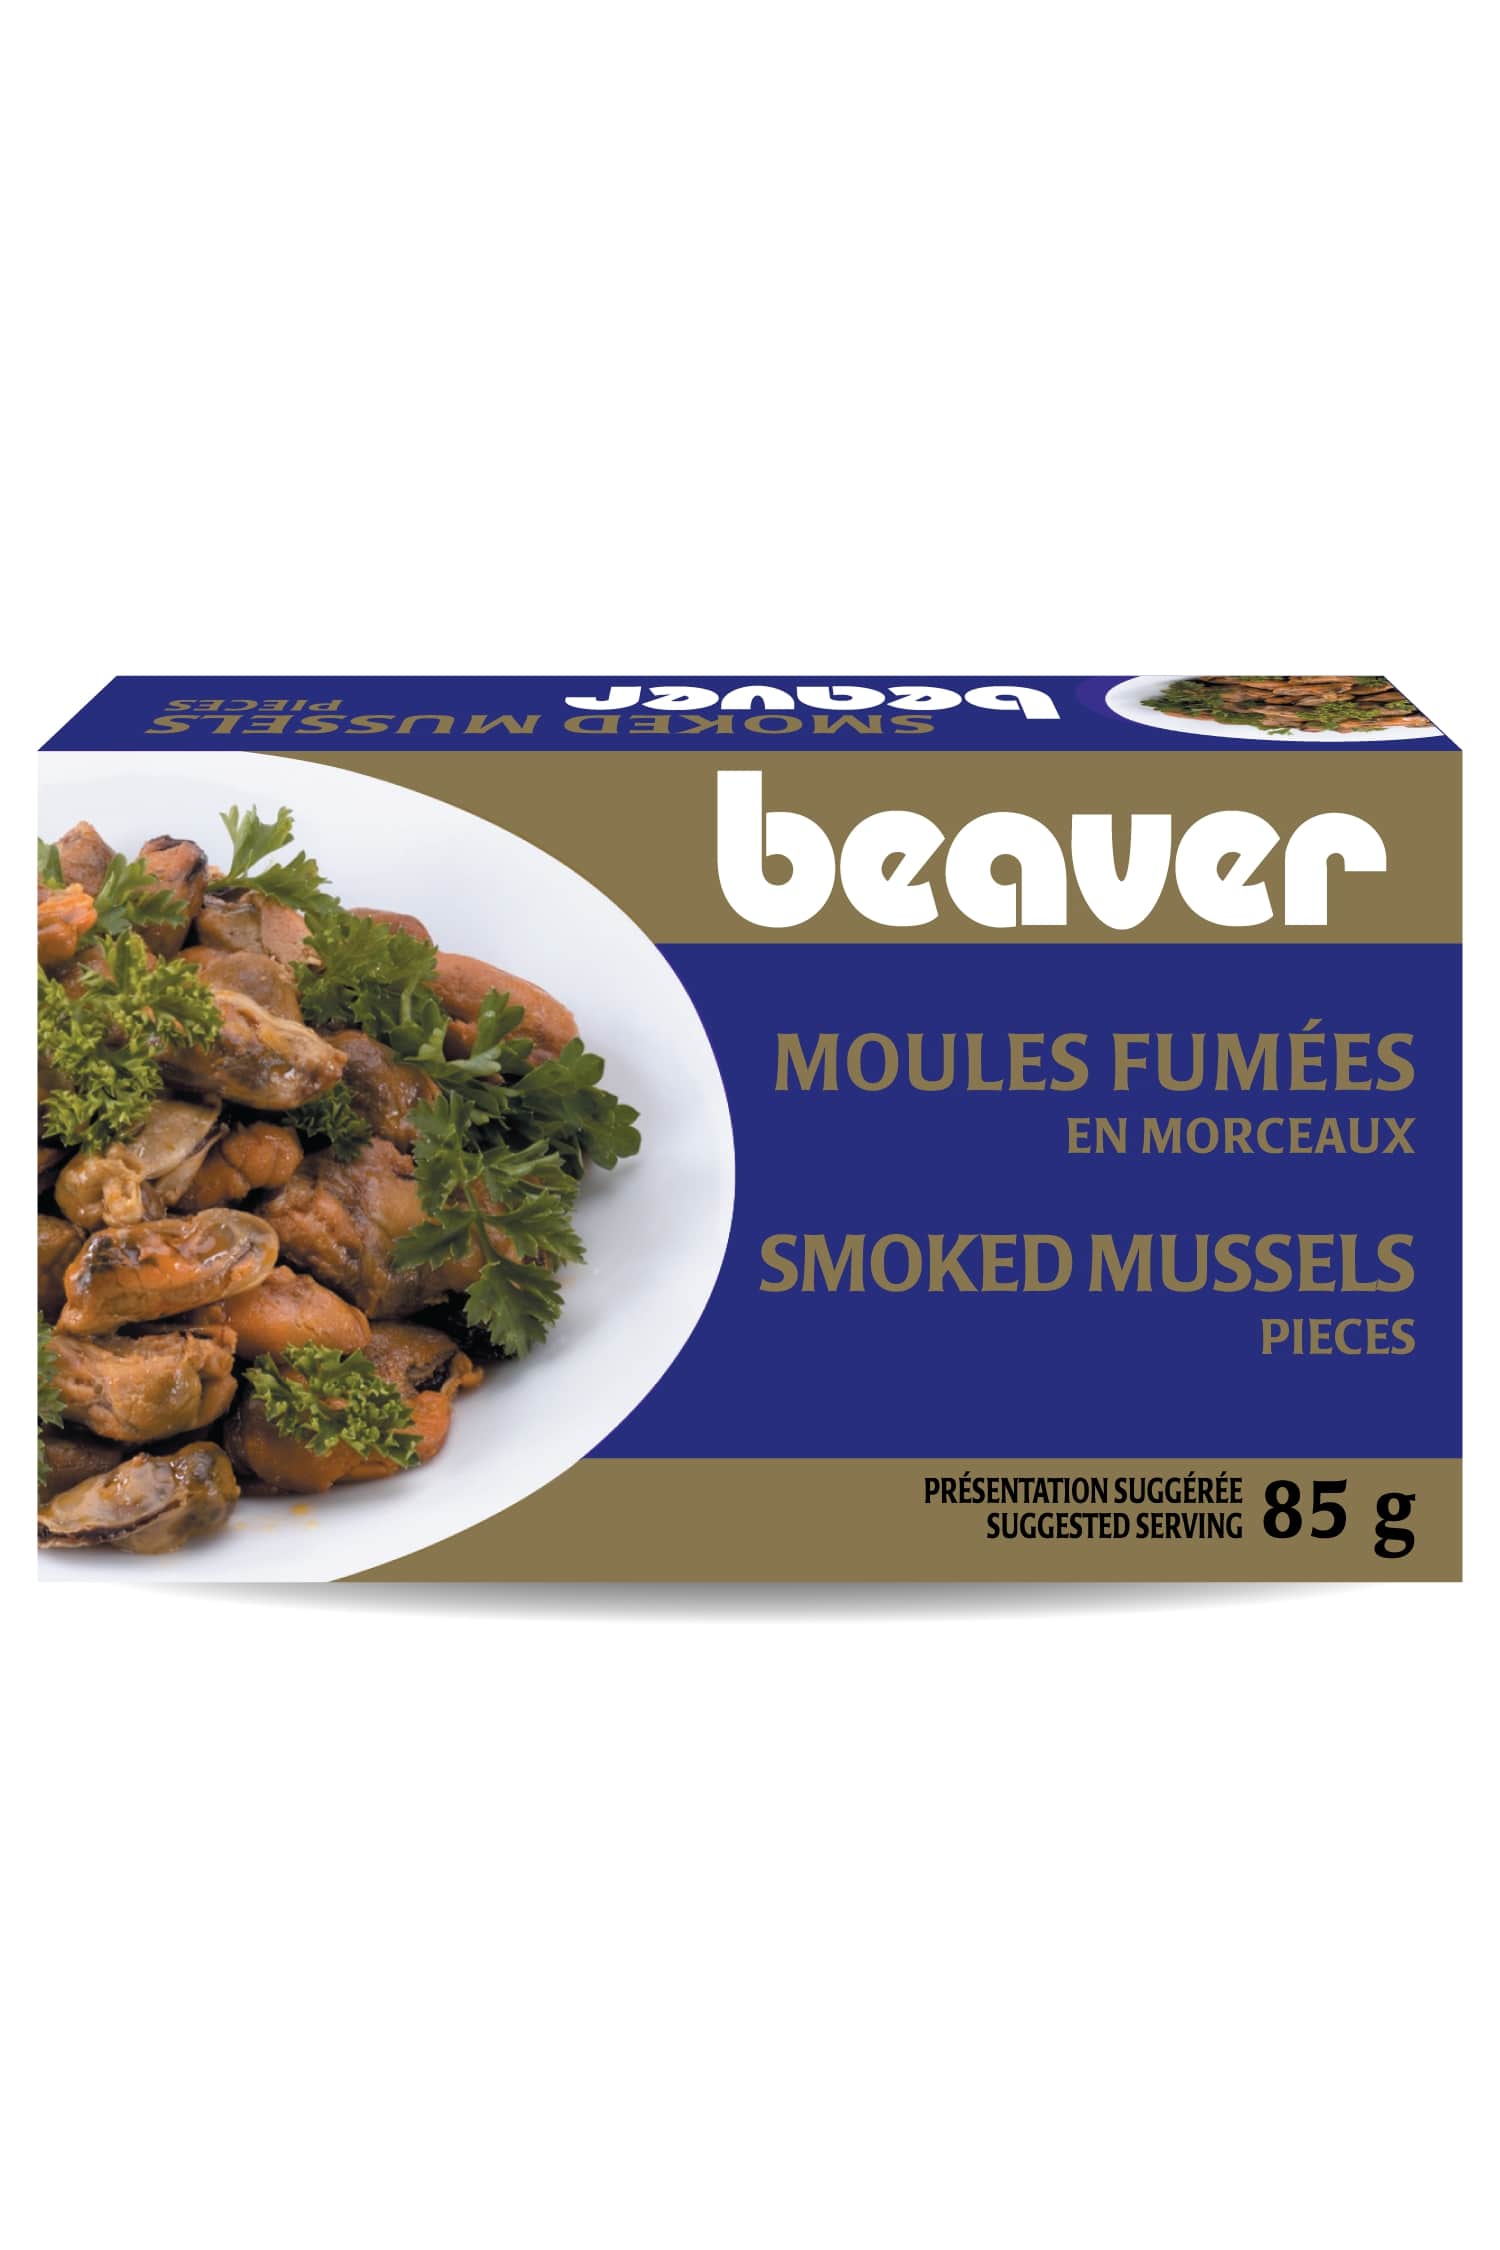 beaver
SMOKED MUSSELS
PIECES
beaver
MOULES FUMÉES
EN MORCEAUX
SMOKED MUSSELS
PIECES
PRÉSENTATION SUGGÉRÉE
SUGGESTED SERVING
85 g